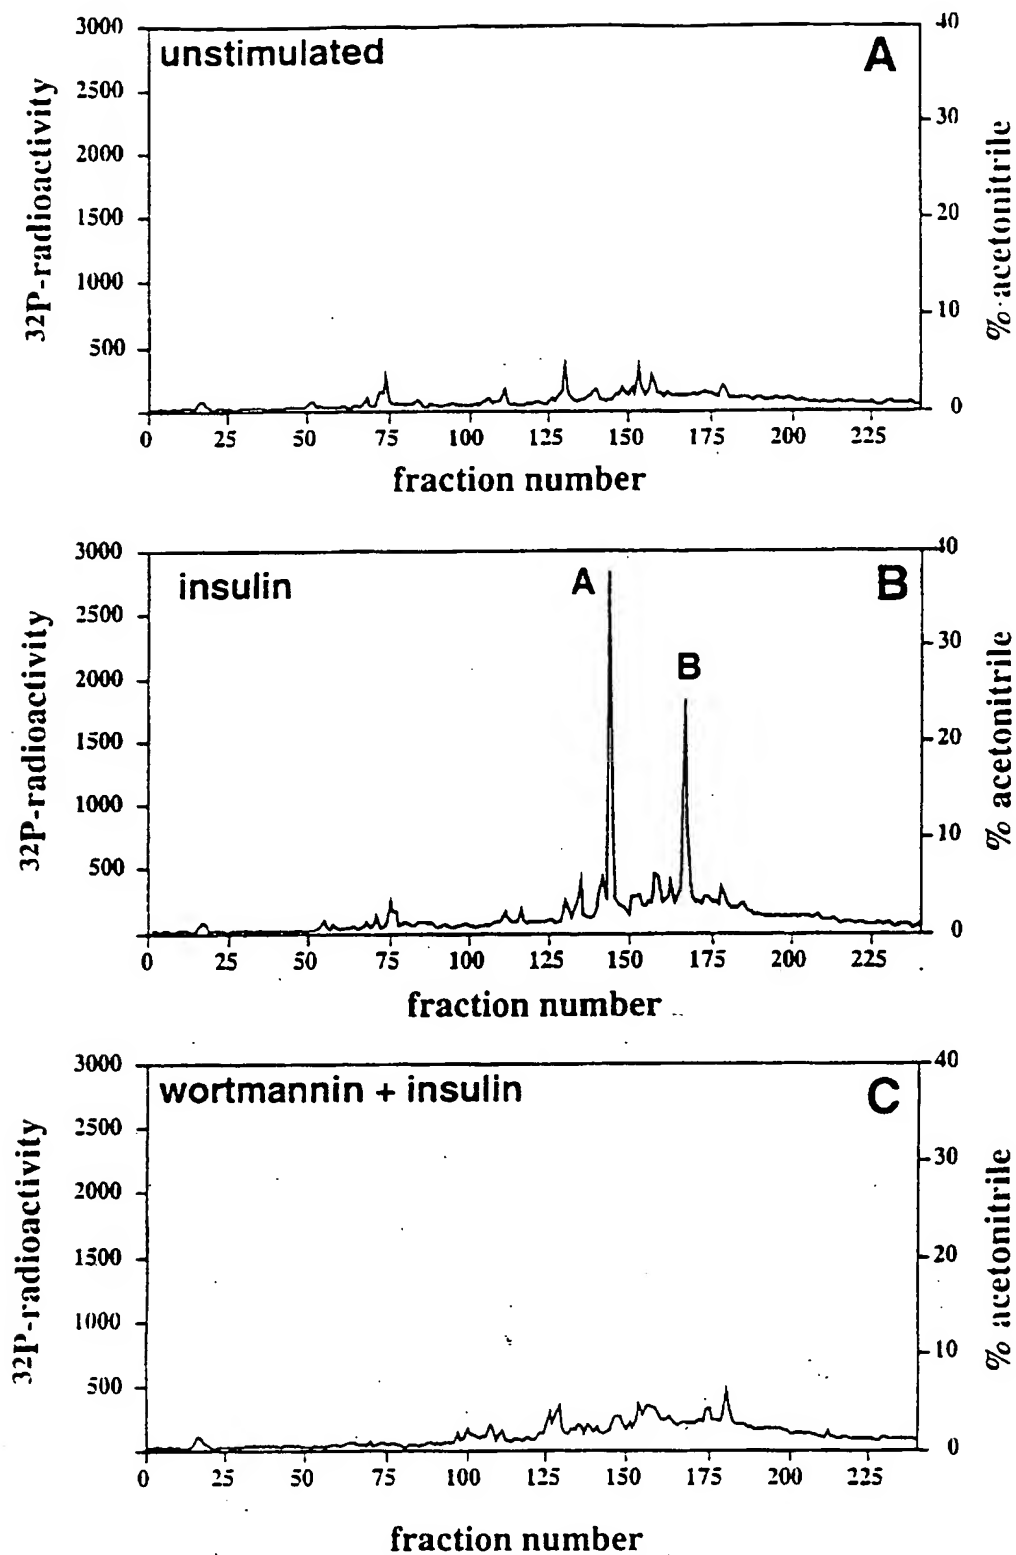 unstimulated
A
3000
2500
2000
1500
1000
500
40
30
20
10
0
32P-radioactivity
% acetonitrile
0 25 50 75 100 125 150 175 200 225
fraction number
insulin
A
B
B
3000
2500
2000
1500
1000
500
40
30
20
10
0
32P-radioactivity
% acetonitrile
0 25 50 75 100 125 150 175 200 225
fraction number
wortmannin + insulin
C
3000
2500
2000
1500
1000
500
40
30
20
10
0
32P-radioactivity
% acetonitrile
0 25 50 75 100 125 150 175 200 225
fraction number